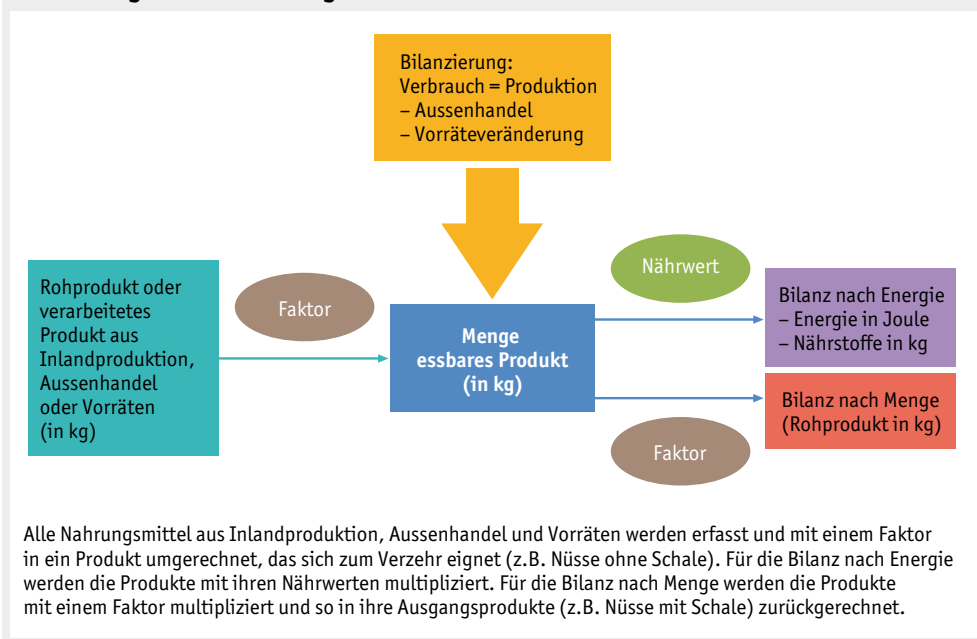 Bilanzierung:
Verbrauch = Produktion
– Aussenhandel
– Vorräteveränderung
Nährwert
Rohprodukt oder
verarbeitetes
Produkt aus
Inlandproduktion,
Aussenhandel
oder Vorräten
(in kg)
Faktor
Menge
essbares Produkt
(in kg)
Bilanz nach Energie
– Energie in Joule
– Nährstoffe in kg
Bilanz nach Menge
(Rohprodukt in kg)
Faktor
Alle Nahrungsmittel aus Inlandproduktion, Aussenhandel und Vorräten werden erfasst und mit einem Faktor
in ein Produkt umgerechnet, das sich zum Verzehr eignet (z.B. Nüsse ohne Schale). Für die Bilanz nach Energie
werden die Produkte mit ihren Nährwerten multipliziert. Für die Bilanz nach Menge werden die Produkte
mit einem Faktor multipliziert und so in ihre Ausgangsprodukte (z.B. Nüsse mit Schale) zurückgerechnet.